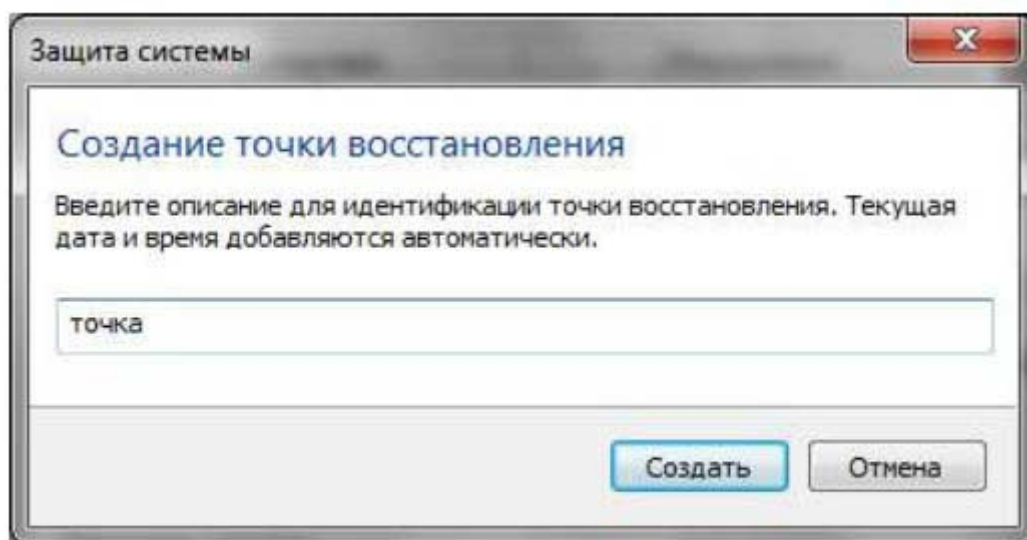 Защита системы
Создание точки восстановления
Введите описание для идентификации точки восстановления. Текущая
дата и время добавляются автоматически.
точка
Создать Отмена